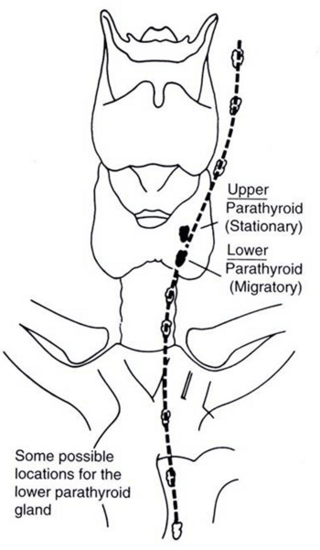 Upper
Parathyroid
(Stationary)
Lower
Parathyroid
(Migratory)
Some possible
locations for the
lower parathyroid
gland